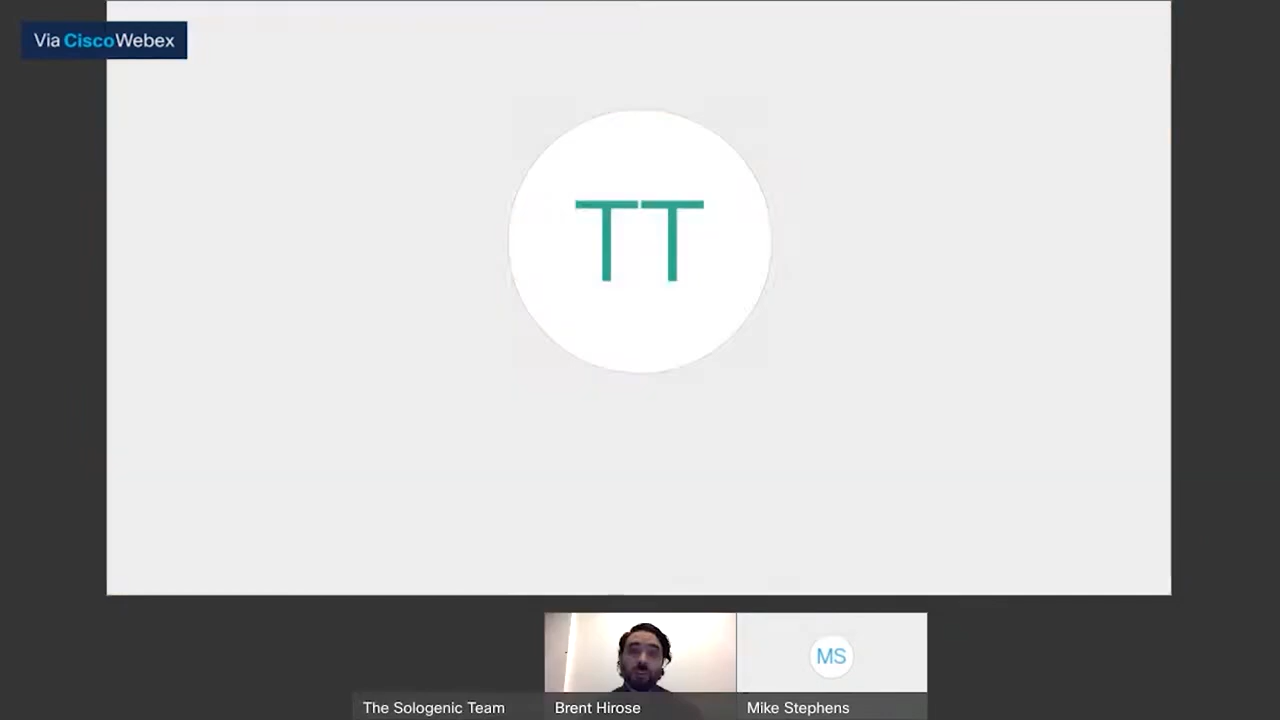 Via CiscoWebex
TT
MS
The Sologenic Team
Brent Hirose
Mike Stephens